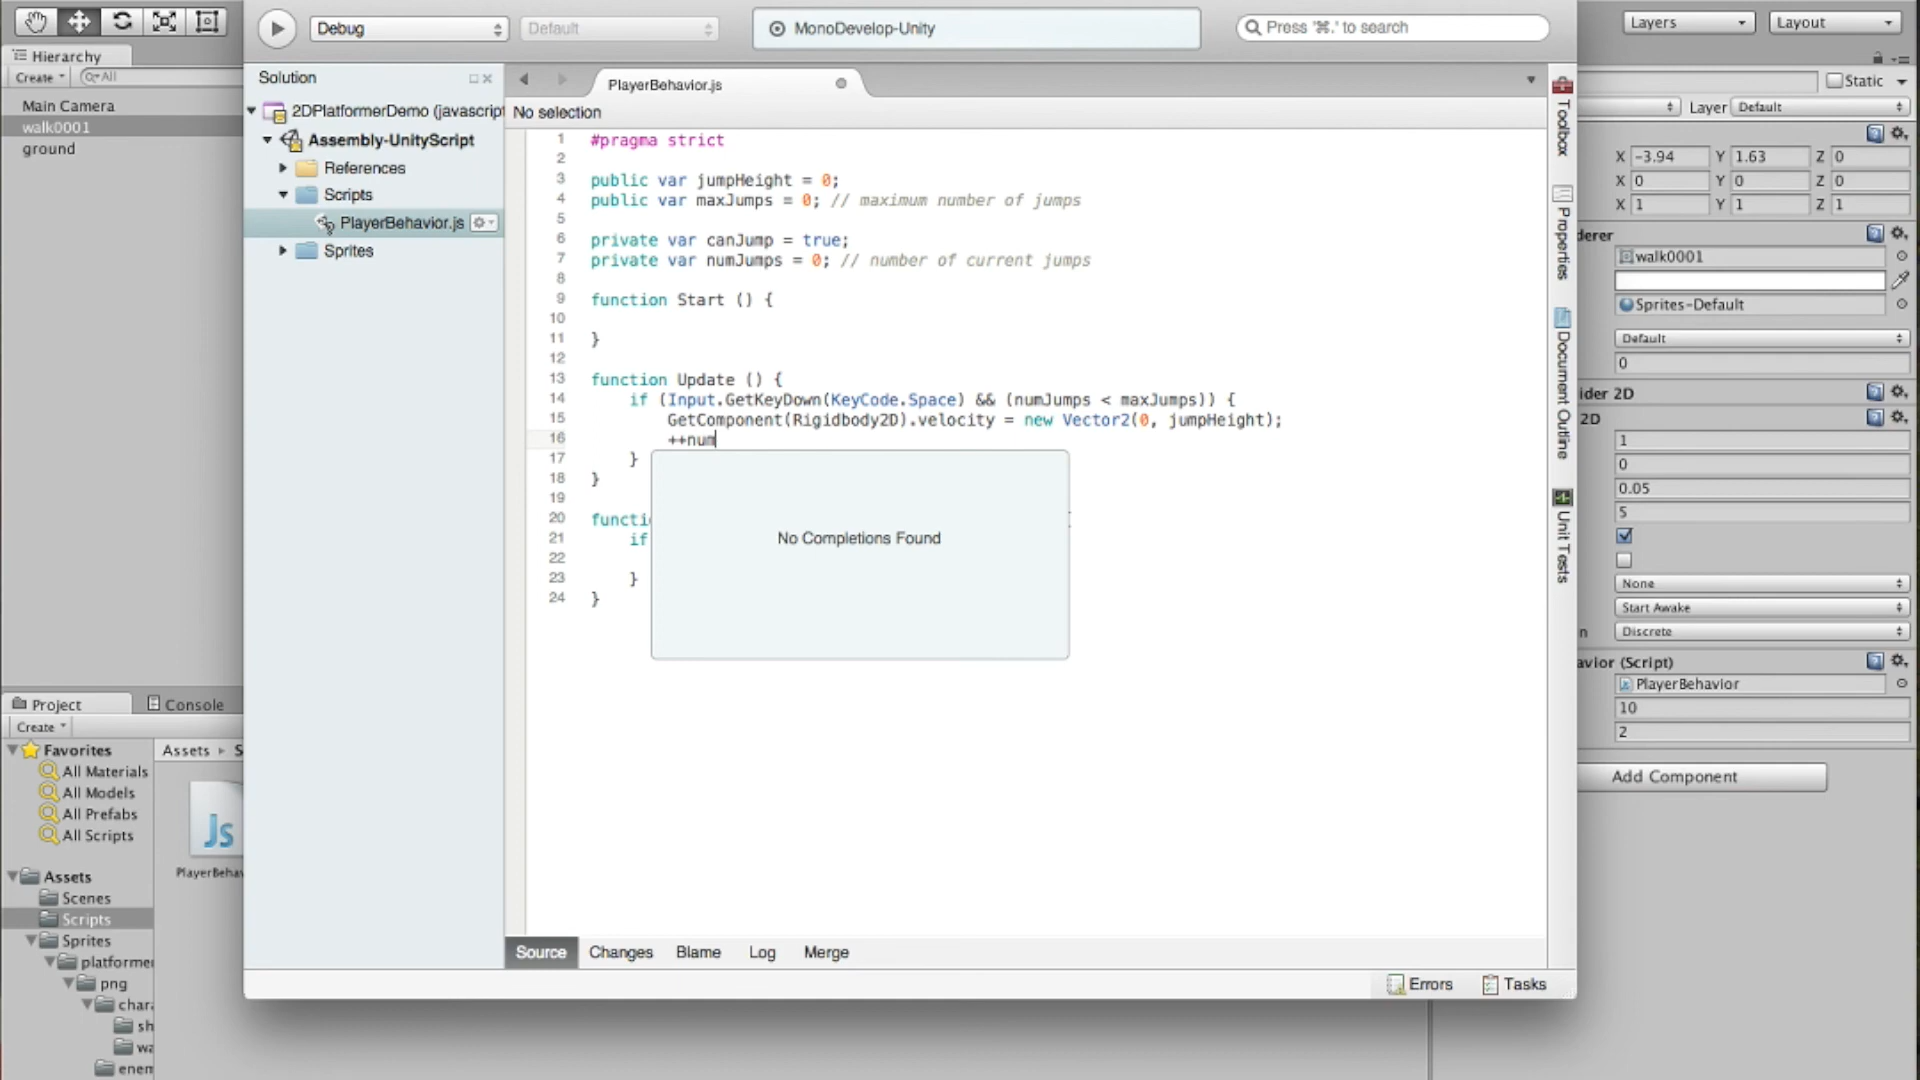 Debug
Default
MonoDevelop-Unity
Press '⌘.' to search
Layers
Layout
Hierarchy
Create
All
Main Camera
walk0001
ground
Solution
2DPlatformerDemo (javascript
Assembly-UnityScript
References
Scripts
PlayerBehavior.js
Sprites
PlayerBehavior.js
No selection
1 #pragma strict
2
3 public var jumpHeight = 0;
4 public var maxJumps = 0; // maximum number of jumps
5
6 private var canJump = true;
7 private var numJumps = 0; // number of current jumps
8
9 function Start () {
10
11 }
12
13 function Update () {
14 if (Input.GetKeyDown(KeyCode.Space) && (numJumps < maxJumps)) {
15 GetComponent(Rigidbody2D).velocity = new Vector2(0, jumpHeight);
16 ++num
17 }
18 }
19
20 functi
21 if
22
23 }
24 }
No Completions Found
Toolbox
Properties
Document Outline
Unit Tests
Source
Changes
Blame
Log
Merge
Errors
Tasks
Static
Layer Default
X -3.94 Y 1.63 Z 0
X 0 Y 0 Z 0
X 1 Y 1 Z 1
derer
walk0001
Sprites-Default
Default
0
ider 2D
2D
1
0
0.05
5
None
Start Awake
n Discrete
avior (Script)
PlayerBehavior
10
2
Add Component
Project
Console
Create
Favorites
All Materials
All Models
All Prefabs
All Scripts
Assets
Scenes
Scripts
Sprites
platformer
png
chara
sh
wa
enem
Assets ▸ S
Js
PlayerBehav